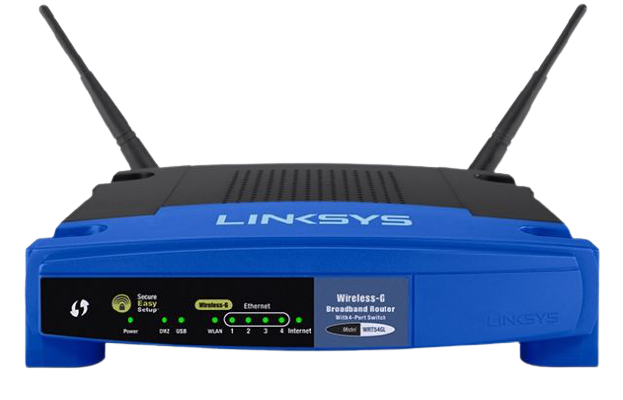 LINKSYS
Secure
Easy
Setup
Wireless-G
Ethernet
Power
DMZ
USB
WLAN
1
2
3
4
Internet
Wireless-G
Broadband Router
With 4-Port Switch
Model WRT54GL
LINKSYS